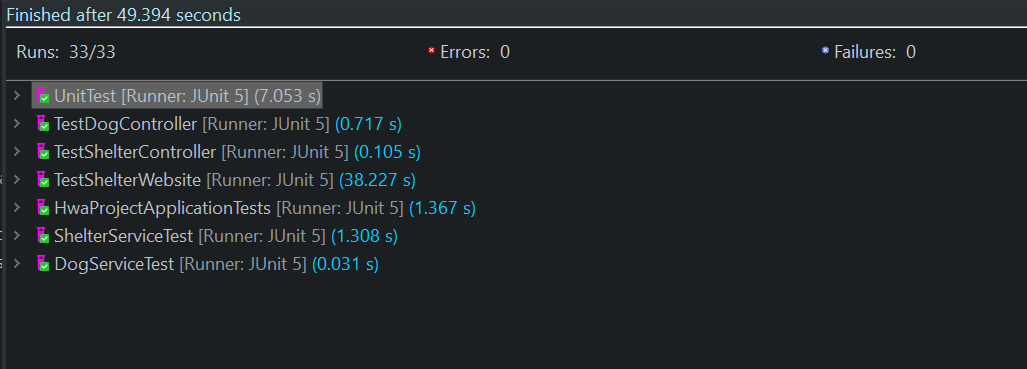 Finished after 49.394 seconds
Runs: 33/33 Errors: 0 Failures: 0
UnitTest [Runner: JUnit 5] (7.053 s)
TestDogController [Runner: JUnit 5] (0.717 s)
TestShelterController [Runner: JUnit 5] (0.105 s)
TestShelterWebsite [Runner: JUnit 5] (38.227 s)
HwaProjectApplicationTests [Runner: JUnit 5] (1.367 s)
ShelterServiceTest [Runner: JUnit 5] (1.308 s)
DogServiceTest [Runner: JUnit 5] (0.031 s)